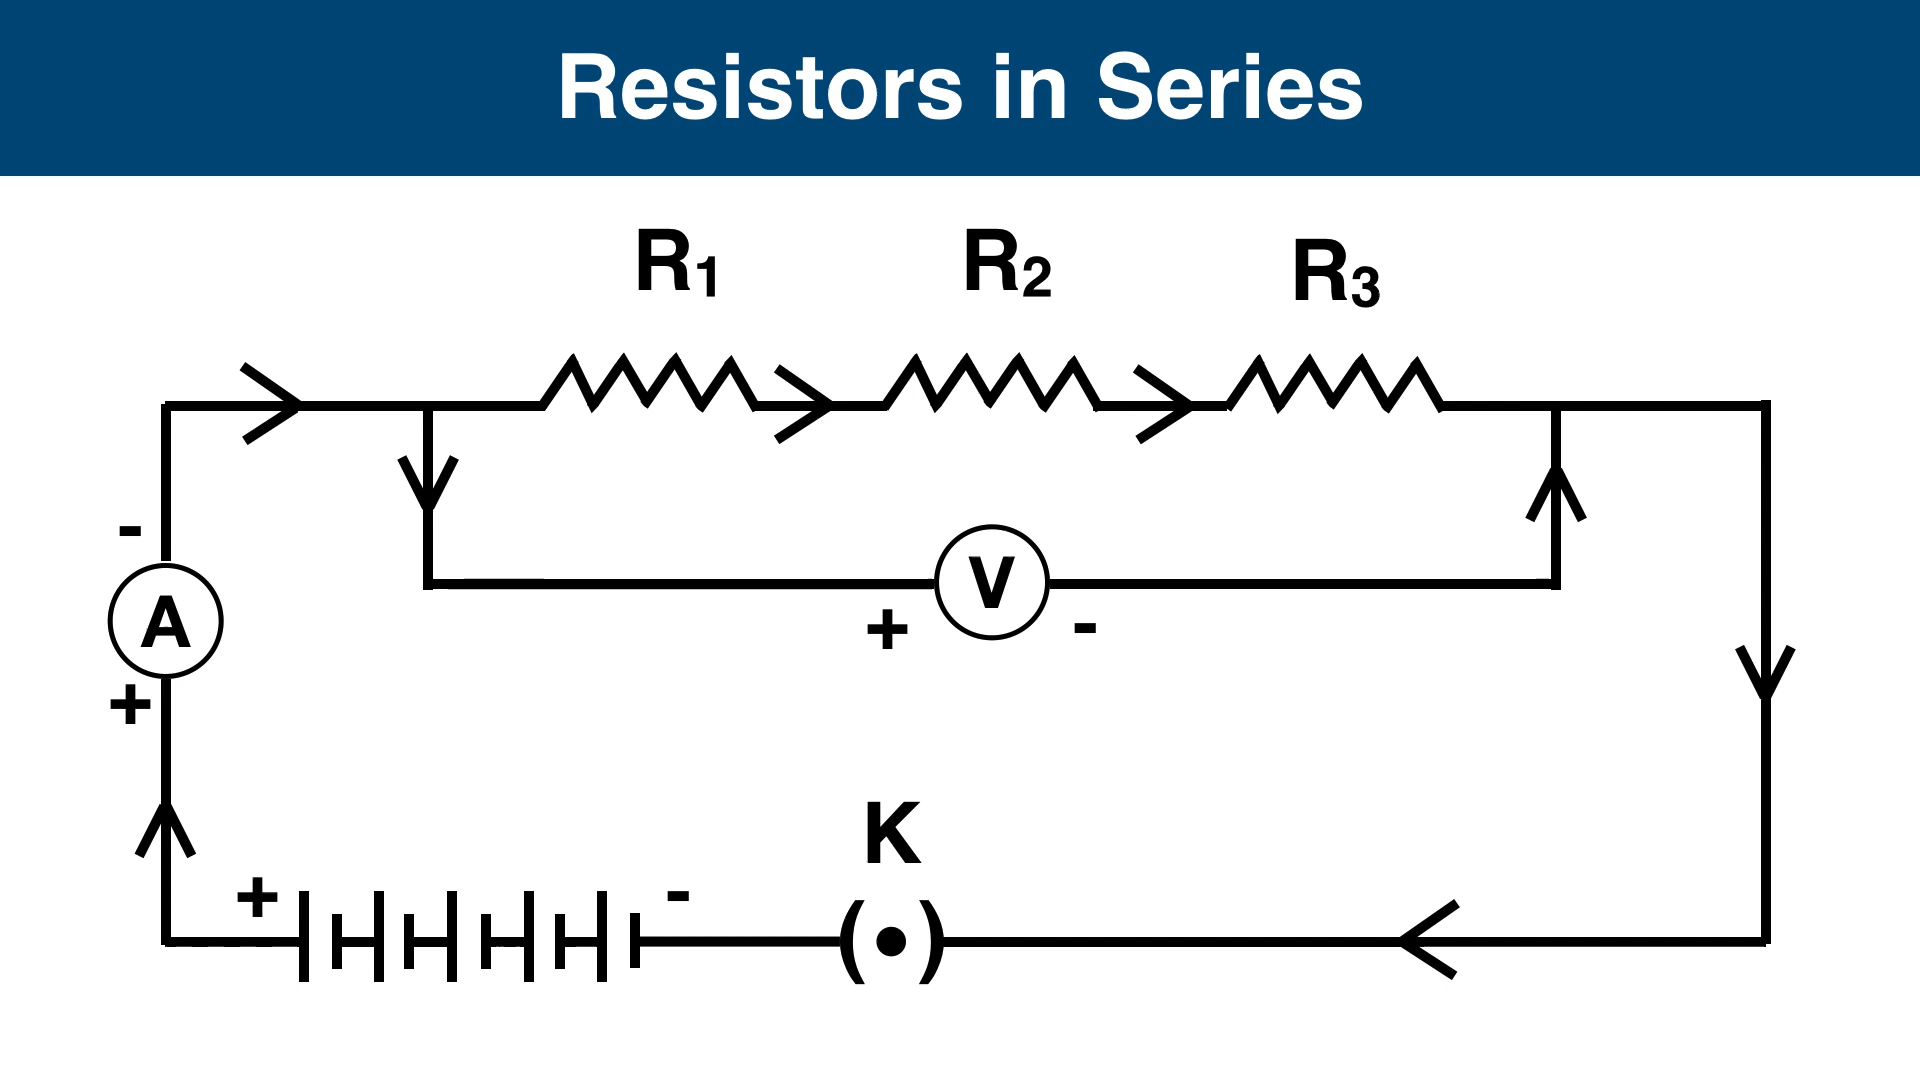 Resistors in Series
R₁ R₂ R₃
-
A
+
V
+ -
K
+ -
(•)